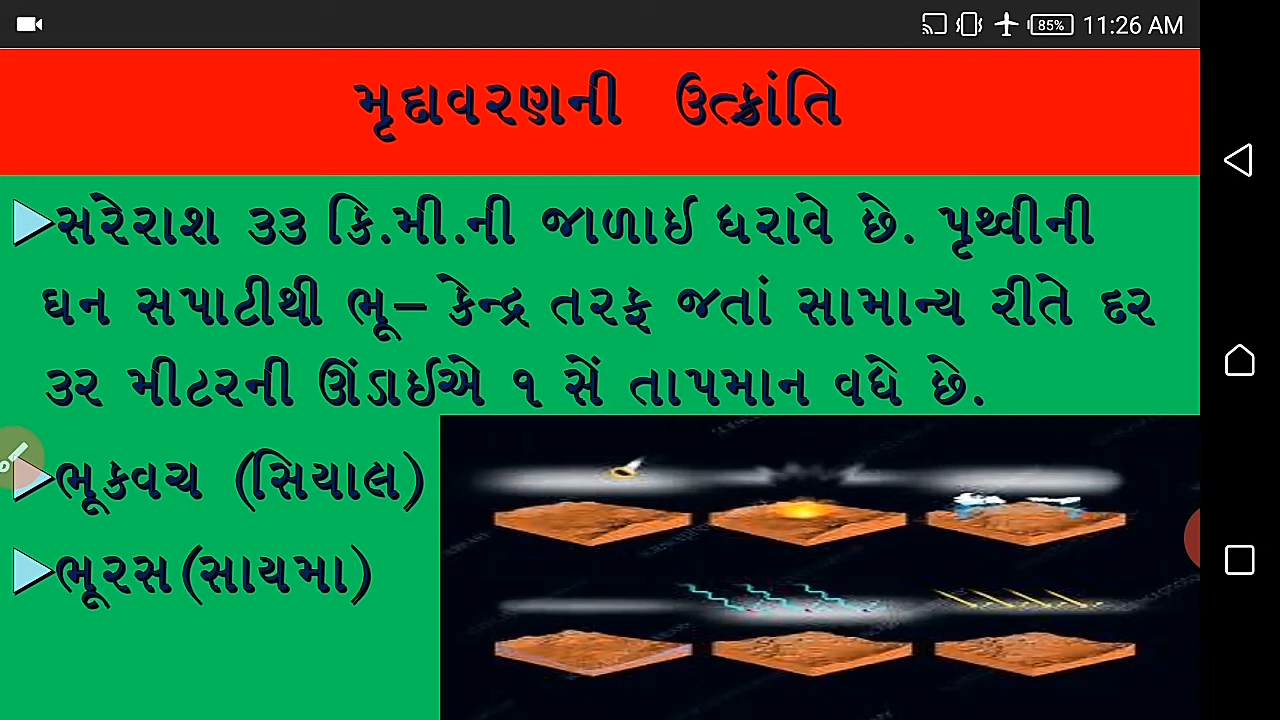 85% 11:26 AM
મૃદાવરણની ઉત્ક્રાંતિ
સરેરાશ ૩૩ કિ.મી.ની જાળાઈ ધરાવે છે. પૃથ્વીની
ઘન સપાટીથી ભૂ– કેન્દ્ર તરફ જતાં સામાન્ય રીતે દર
૩૨ મીટરની ઊંડાઈએ ૧ સેં તાપમાન વધે છે.
ભૂકવચ (સિયાલ)
ભૂરસ(સાયમા)